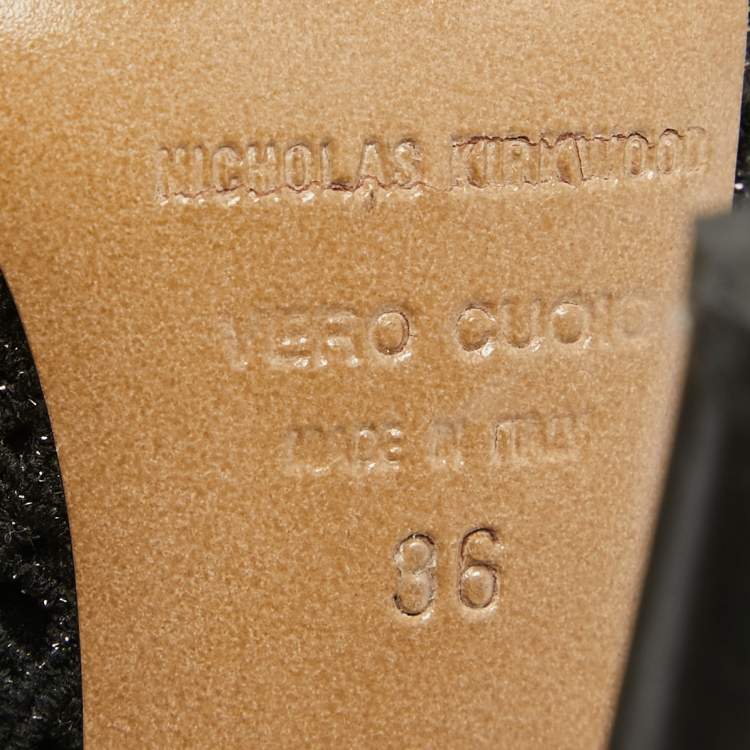 NICHOLAS KIRKWOOD
VERO CUOIO
MADE IN ITALY
36